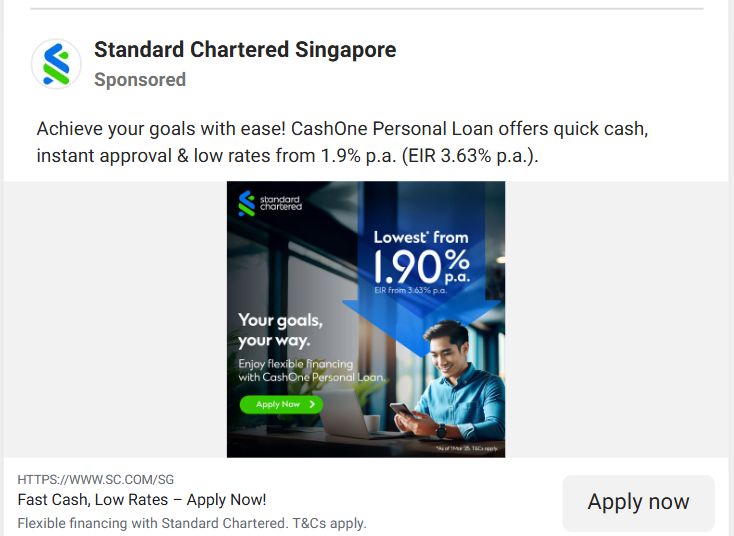 Standard Chartered Singapore
Sponsored
Achieve your goals with ease! CashOne Personal Loan offers quick cash,
instant approval & low rates from 1.9% p.a. (EIR 3.63% p.a.).
standard
chartered
Lowest* from
1.90% p.a.
EIR from 3.63% p.a.
Your goals,
your way.
Enjoy flexible financing
with CashOne Personal Loan.
Apply Now >
*As of 1 Mar '25. T&Cs apply.
HTTPS://WWW.SC.COM/SG
Fast Cash, Low Rates – Apply Now!
Flexible financing with Standard Chartered. T&Cs apply.
Apply now